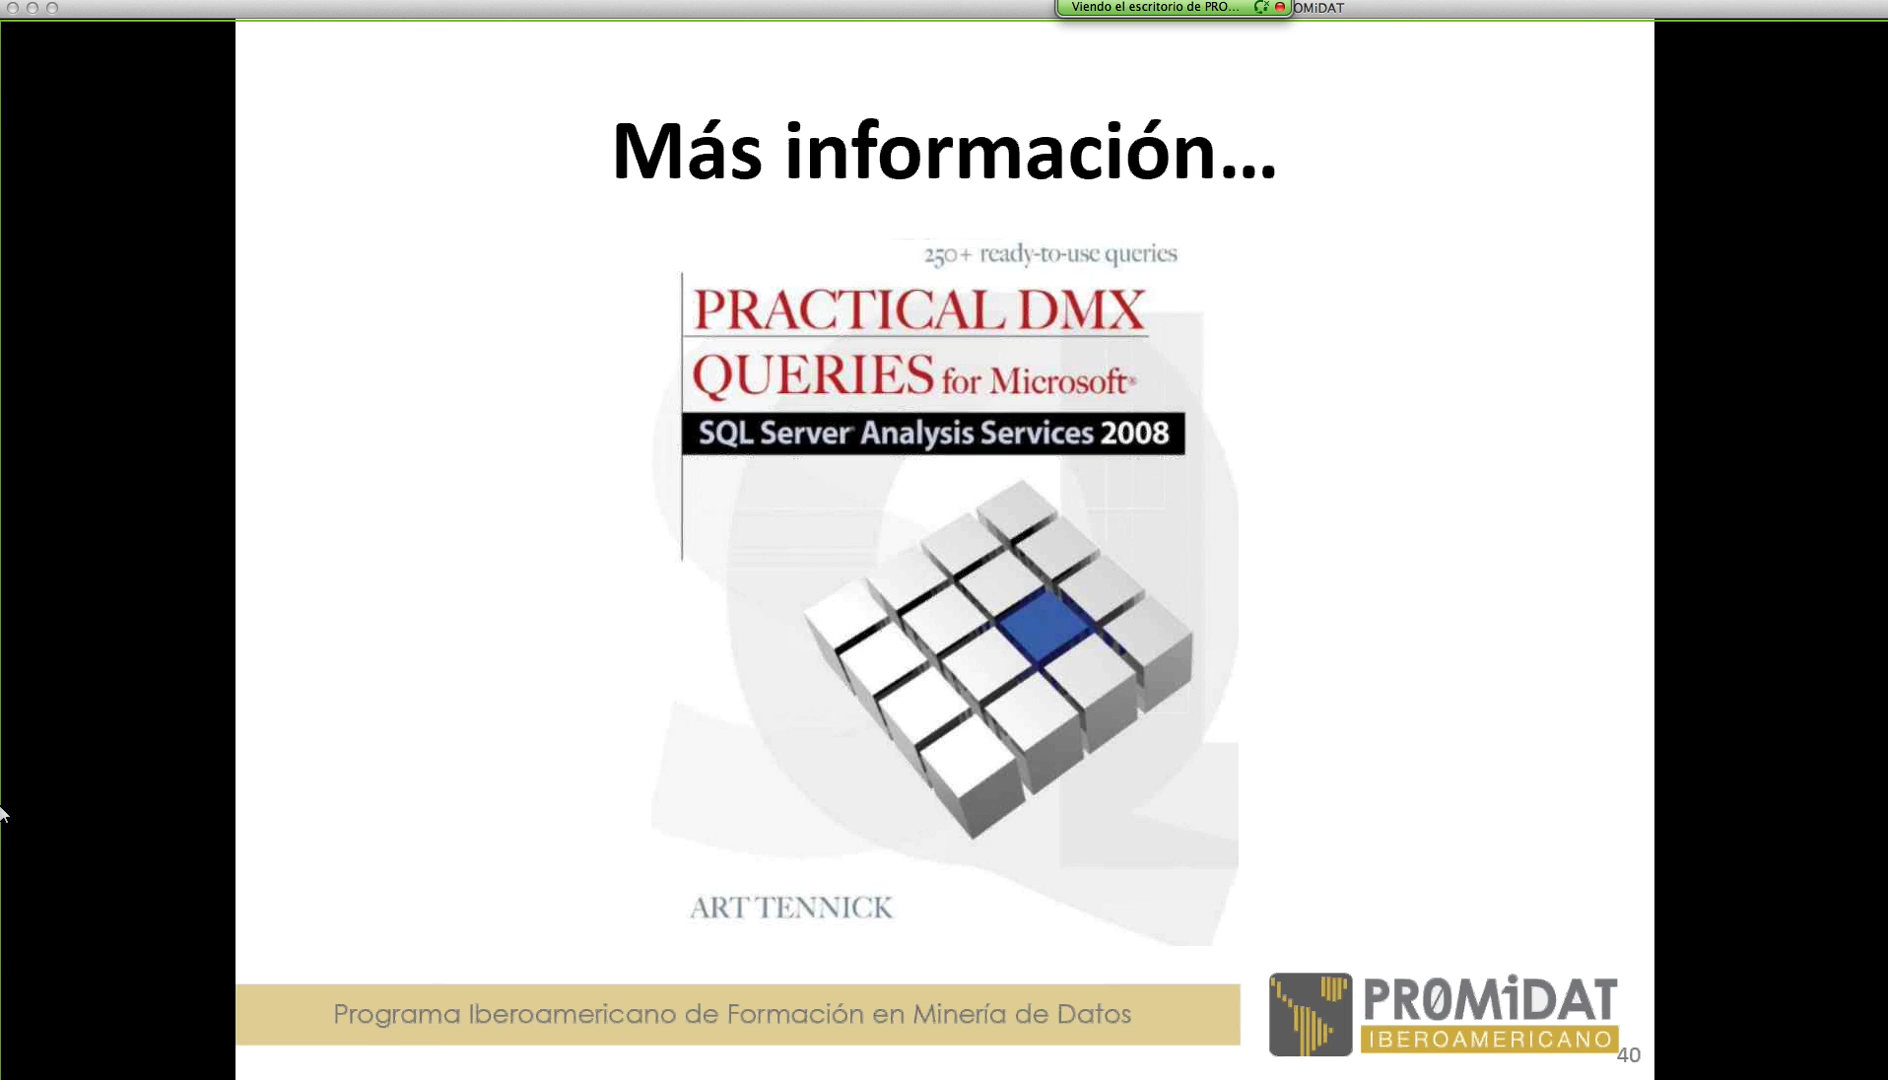 Viendo el escritorio de PRO...
OMiDAT
Más información...
250+ ready-to-use queries
PRACTICAL DMX
QUERIES for Microsoft®
SQL Server Analysis Services 2008
ART TENNICK
Programa Iberoamericano de Formación en Minería de Datos
PR0MiDAT
IBEROAMERICANO
40